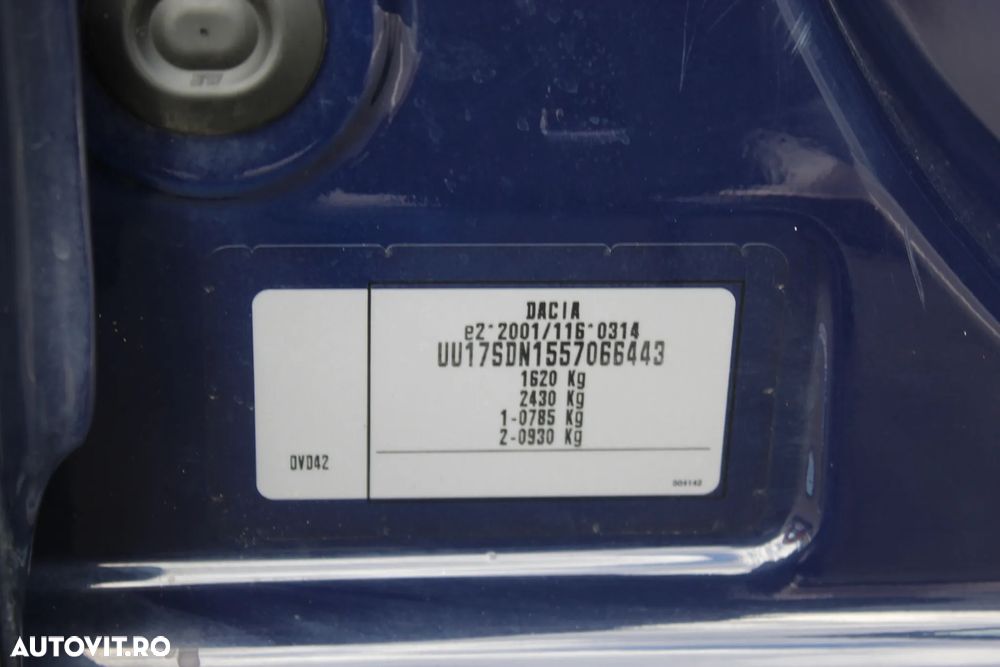 DACIA
e2*2001/116*0314
UU17SDN1557066443
1620 Kg
2430 Kg
1-0785 Kg
2-0930 Kg
0VD42
AUTOVIT.RO